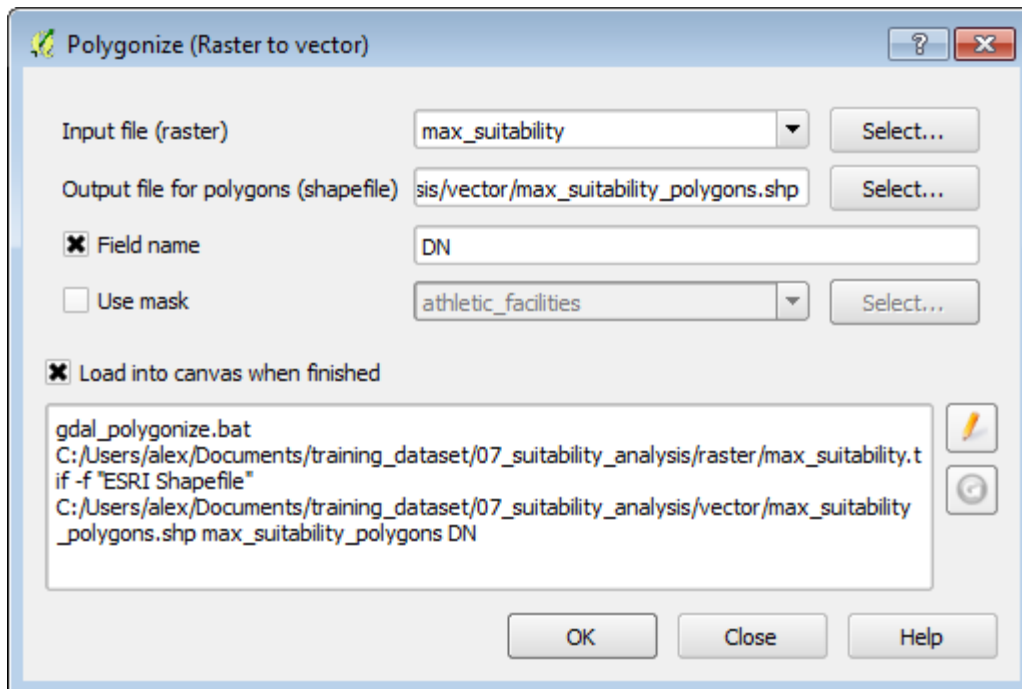 Polygonize (Raster to vector)
Input file (raster) max_suitability Select...
Output file for polygons (shapefile) sis/vector/max_suitability_polygons.shp Select...
Field name DN
Use mask athletic_facilities Select...
Load into canvas when finished
gdal_polygonize.bat
C:/Users/alex/Documents/training_dataset/07_suitability_analysis/raster/max_suitability.t
if -f "ESRI Shapefile"
C:/Users/alex/Documents/training_dataset/07_suitability_analysis/vector/max_suitability
_polygons.shp max_suitability_polygons DN
OK Close Help